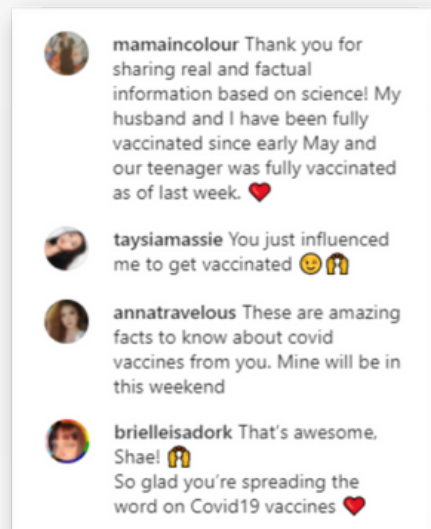 mamaincolour Thank you for
sharing real and factual
information based on science! My
husband and I have been fully
vaccinated since early May and
our teenager was fully vaccinated
as of last week. ❤️
taysiamassie You just influenced
me to get vaccinated 😉🙌
annatravelous These are amazing
facts to know about covid
vaccines from you. Mine will be in
this weekend
brielleisadork That's awesome,
Shae! 🙌
So glad you're spreading the
word on Covid19 vaccines ❤️